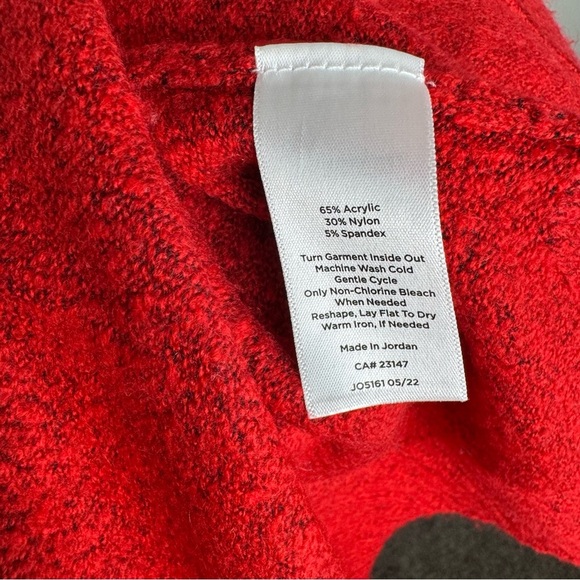 65% Acrylic
30% Nylon
5% Spandex
Turn Garment Inside Out
Machine Wash Cold
Gentle Cycle
Only Non-Chlorine Bleach
When Needed
Reshape, Lay Flat To Dry
Warm Iron, If Needed
Made In Jordan
CA# 23147
JO5161 05/22